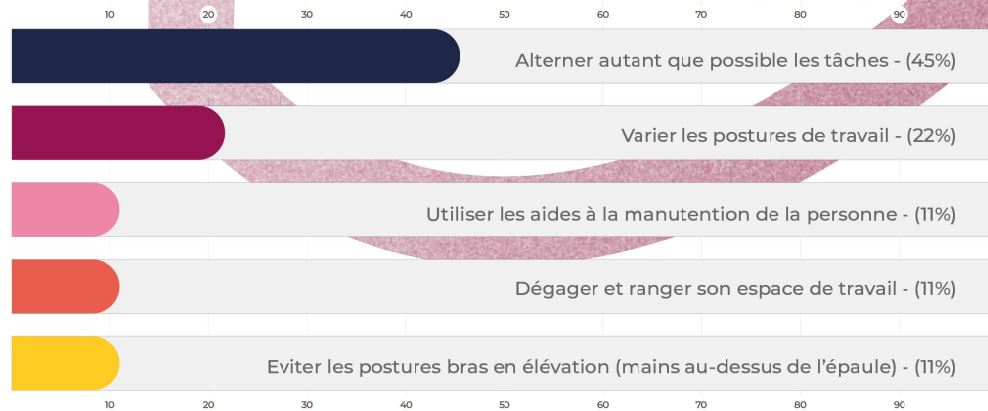 10 20 30 40 50 60 70 80 90
Alterner autant que possible les tâches - (45%)
Varier les postures de travail - (22%)
Utiliser les aides à la manutention de la personne - (11%)
Dégager et ranger son espace de travail - (11%)
Eviter les postures bras en élévation (mains au-dessus de l’épaule) - (11%)
10 20 30 40 50 60 70 80 90